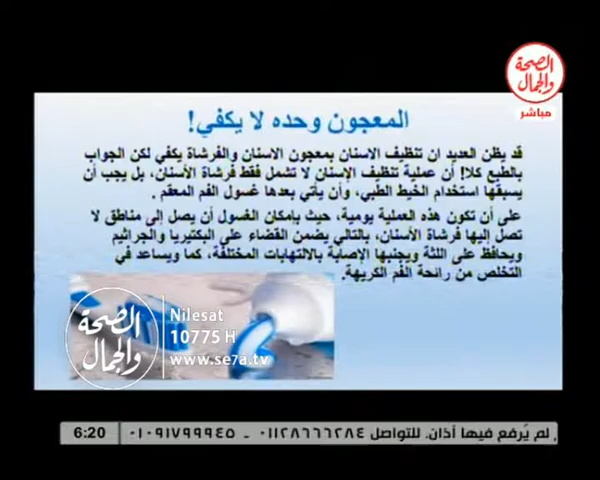 الصحة
والجمال
مباشر
المعجون وحده لا يكفي!
قد يظن العديد ان تنظيف الاسنان بمعجون الاسنان والفرشاة يكفي لكن الجواب
بالطبع كلا! أن عملية تنظيف الإسنان لا تشمل فقط فرشاة الأسنان، بل يجب أن
يسبقها استخدام الخيط الطبي، وأن يأتي بعدها غسول الفم المعقم .
على أن تكون هذه العملية يومية، حيث بإمكان الغسول أن يصل إلى مناطق لا
تصل إليها فرشاة الأسنان، بالتالي يضمن القضاء على البكتيريا والجراثيم
ويحافظ على اللثة ويجنبها الإصابة بالالتهابات المختلفة، كما ويساعد في
التخلص من رائحة الفم الكريهة.
الصحة
والجمال
Nilesat
10775 H
www.se7a.tv
لم يُرفع فيها أذان. للتواصل ٠١١٢٨٦٦٦٢٨٤ - ٠١٠٩١٧٩٩٩٤٥
6:20